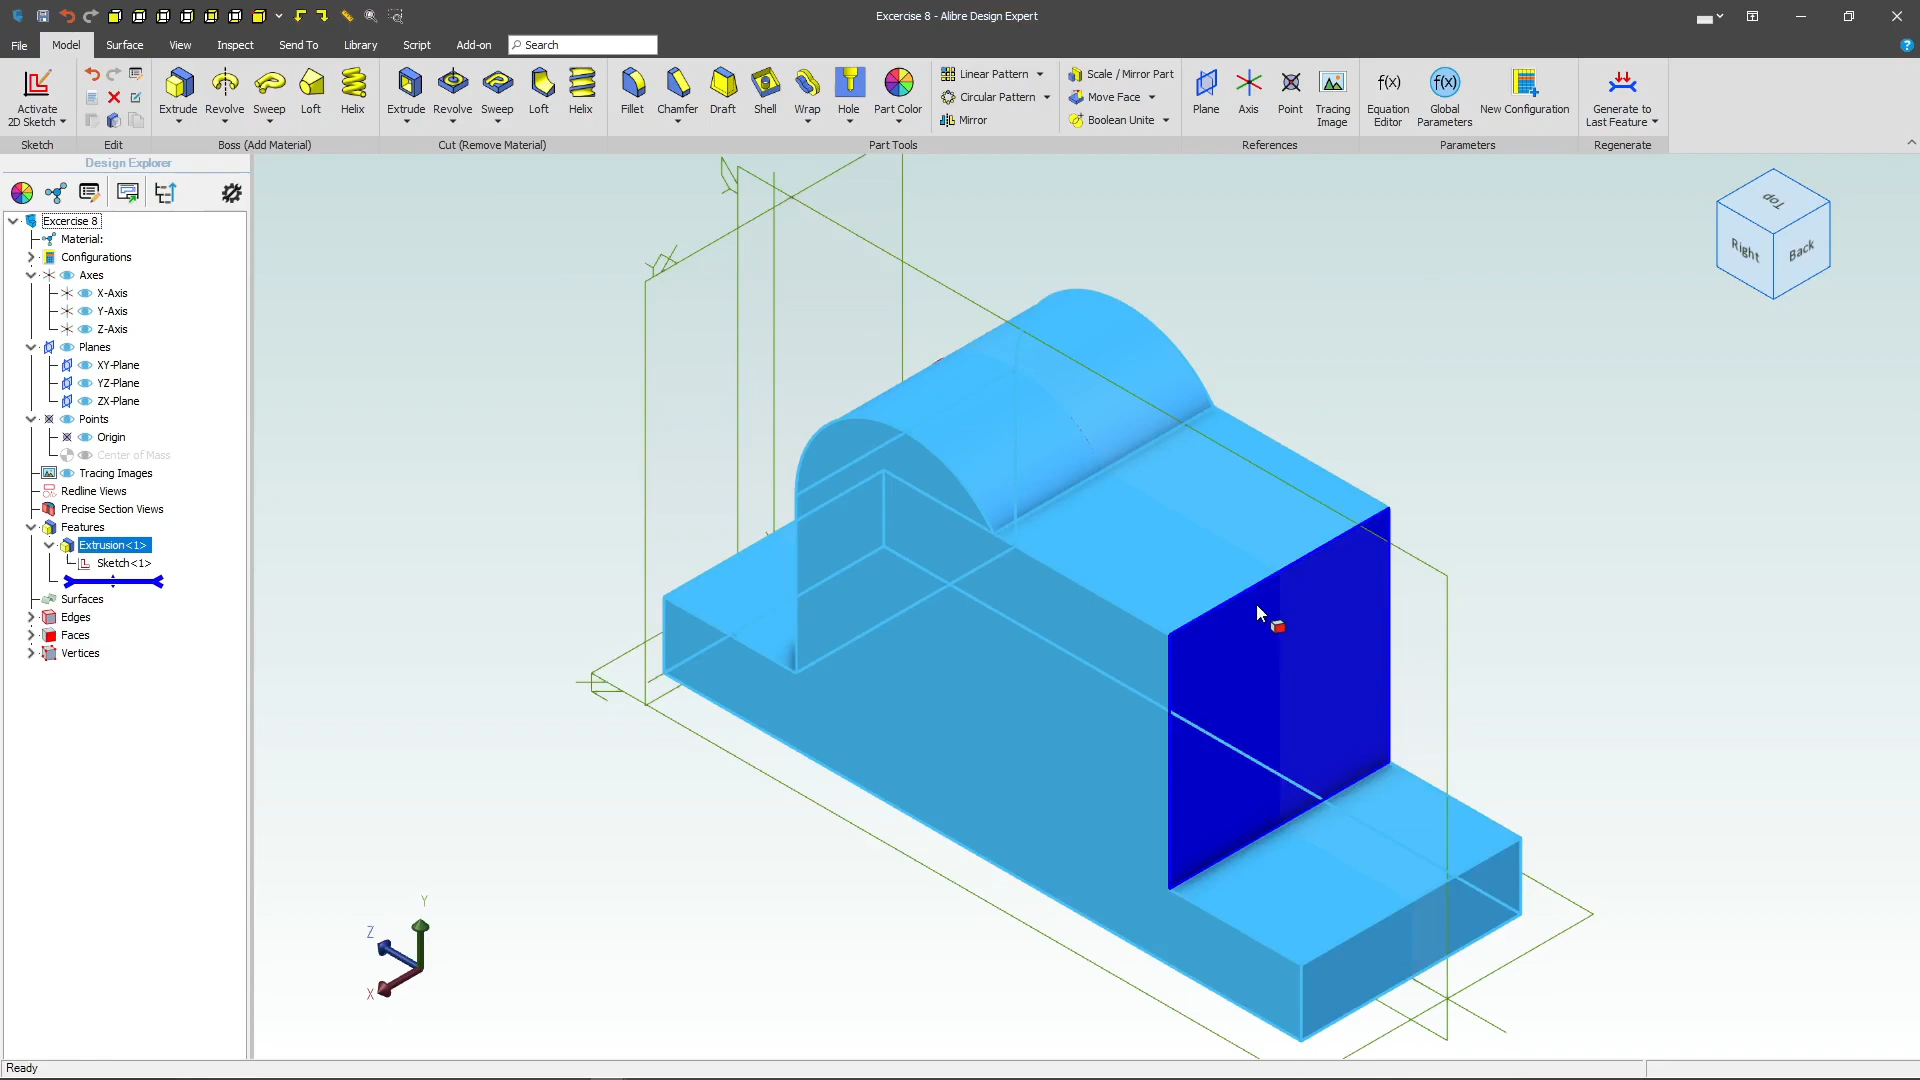 Excercise 8 - Alibre Design Expert
File Model Surface View Inspect Send To Library Script Add-on Search
Activate 2D Sketch
Sketch
Edit
Extrude Revolve Sweep Loft Helix
Boss (Add Material)
Extrude Revolve Sweep Loft Helix
Cut (Remove Material)
Fillet Chamfer Draft Shell Wrap Hole Part Color
Linear Pattern
Circular Pattern
Mirror
Scale / Mirror Part
Move Face
Boolean Unite
Part Tools
Plane Axis Point Tracing Image
References
f(x) Equation Editor
f(x) Global Parameters
New Configuration
Parameters
Generate to Last Feature
Regenerate
Design Explorer
Excercise 8
Material:
Configurations
Axes
X-Axis
Y-Axis
Z-Axis
Planes
XY-Plane
YZ-Plane
ZX-Plane
Points
Origin
Center of Mass
Tracing Images
Redline Views
Precise Section Views
Features
Extrusion<1>
Sketch<1>
Surfaces
Edges
Faces
Vertices
Top
Right
Back
Y
Z
X
Ready